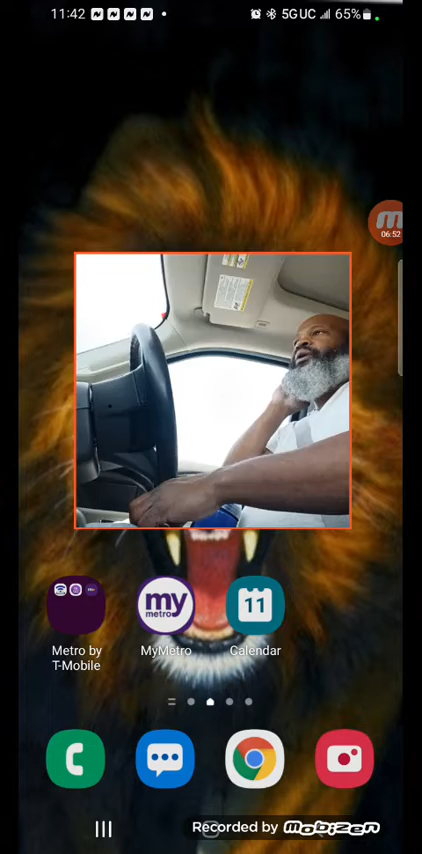 11:42
5GUC
65%
06:52
my
metro
11
Metro by
T-Mobile
MyMetro
Calendar
Recorded by Mobizen